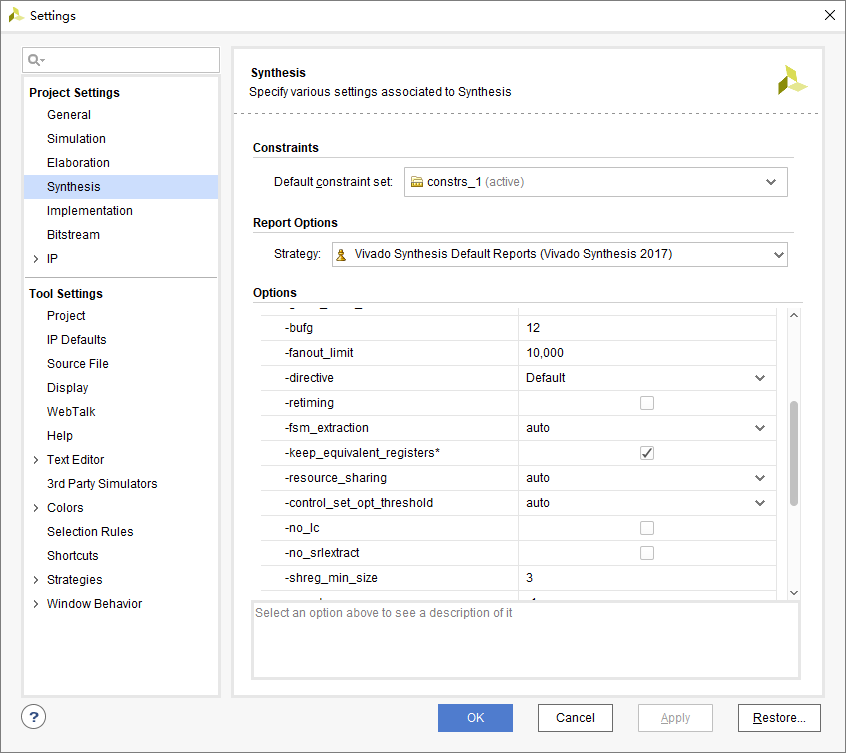 Settings
Project Settings
General
Simulation
Elaboration
Synthesis
Implementation
Bitstream
IP
Tool Settings
Project
IP Defaults
Source File
Display
WebTalk
Help
Text Editor
3rd Party Simulators
Colors
Selection Rules
Shortcuts
Strategies
Window Behavior
Synthesis
Specify various settings associated to Synthesis
Constraints
Default constraint set: constrs_1 (active)
Report Options
Strategy: Vivado Synthesis Default Reports (Vivado Synthesis 2017)
Options
-bufg 12
-fanout_limit 10,000
-directive Default
-retiming
-fsm_extraction auto
-keep_equivalent_registers*
-resource_sharing auto
-control_set_opt_threshold auto
-no_lc
-no_srlextract
-shreg_min_size 3
Select an option above to see a description of it
? OK Cancel Apply Restore...